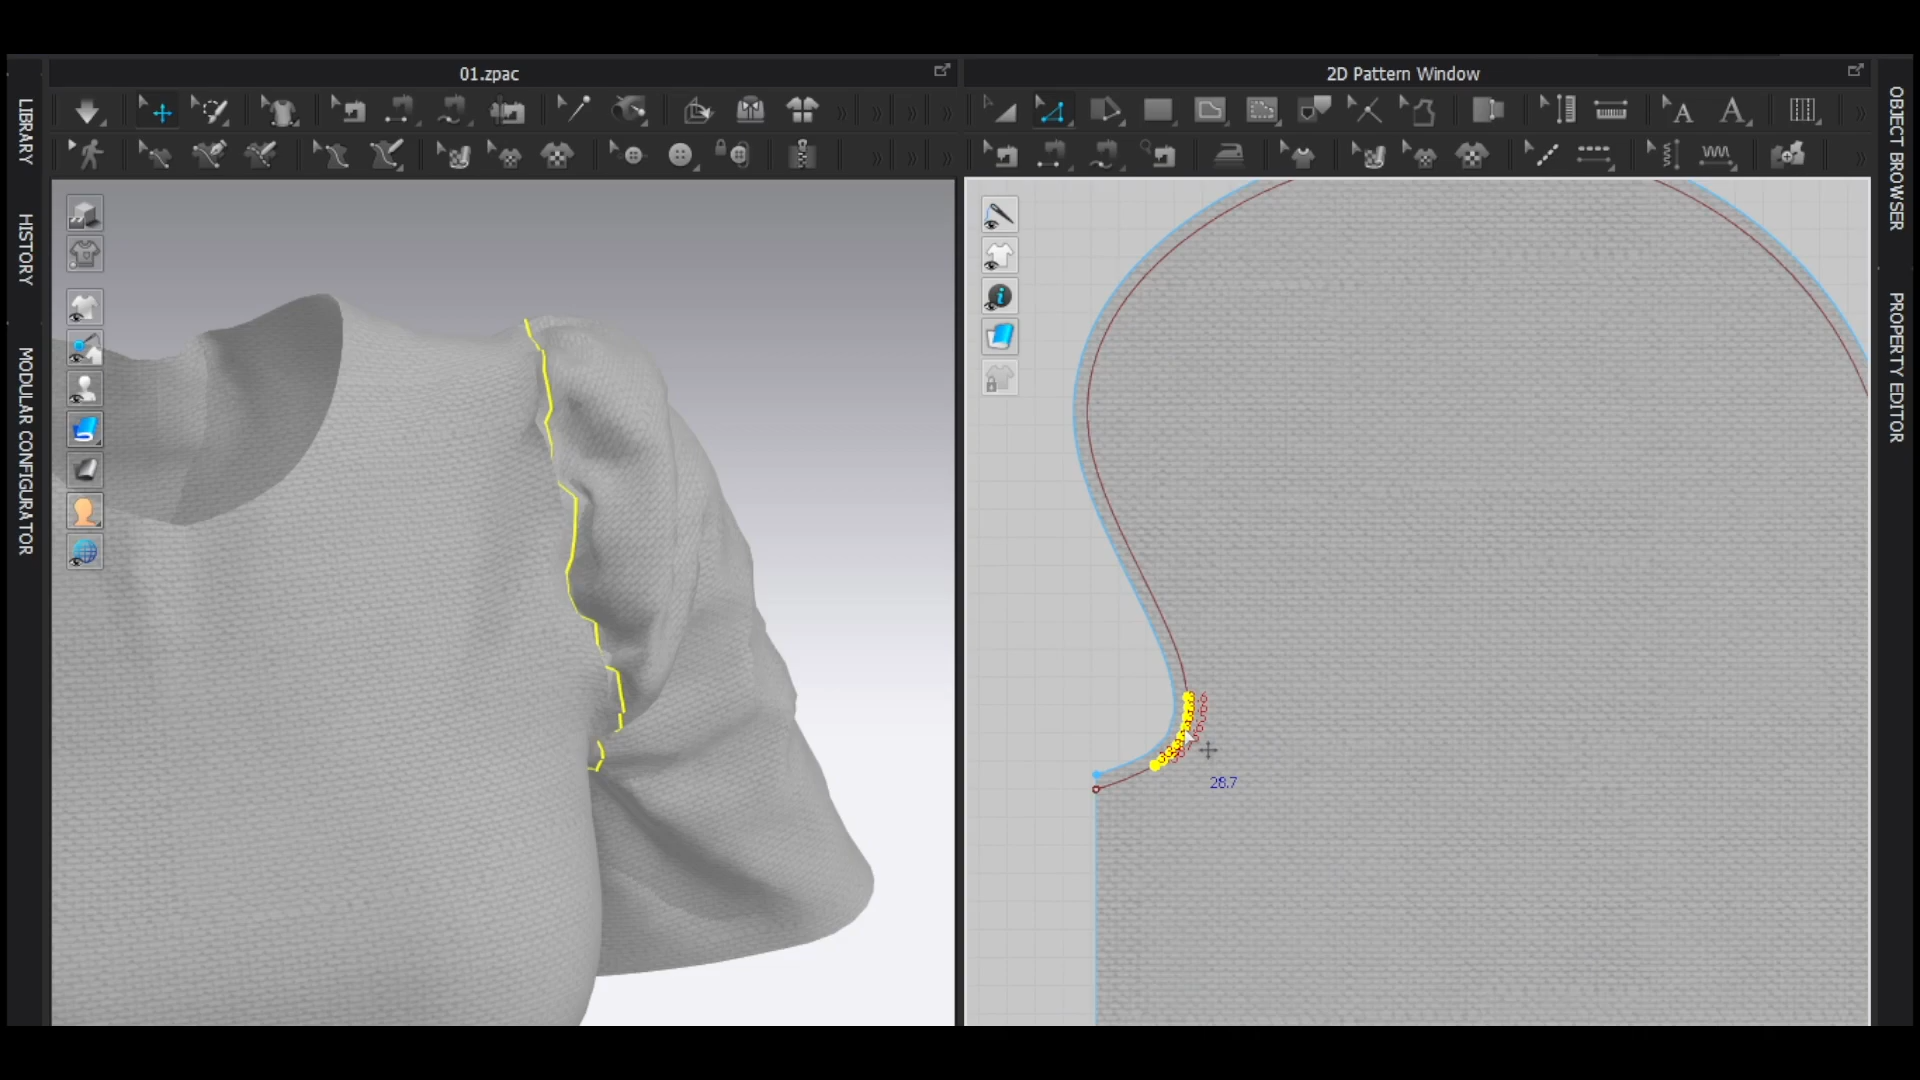 01.zpac
2D Pattern Window
LIBRARY
HISTORY
MODULAR CONFIGURATOR
OBJECT BROWSER
PROPERTY EDITOR
28.7